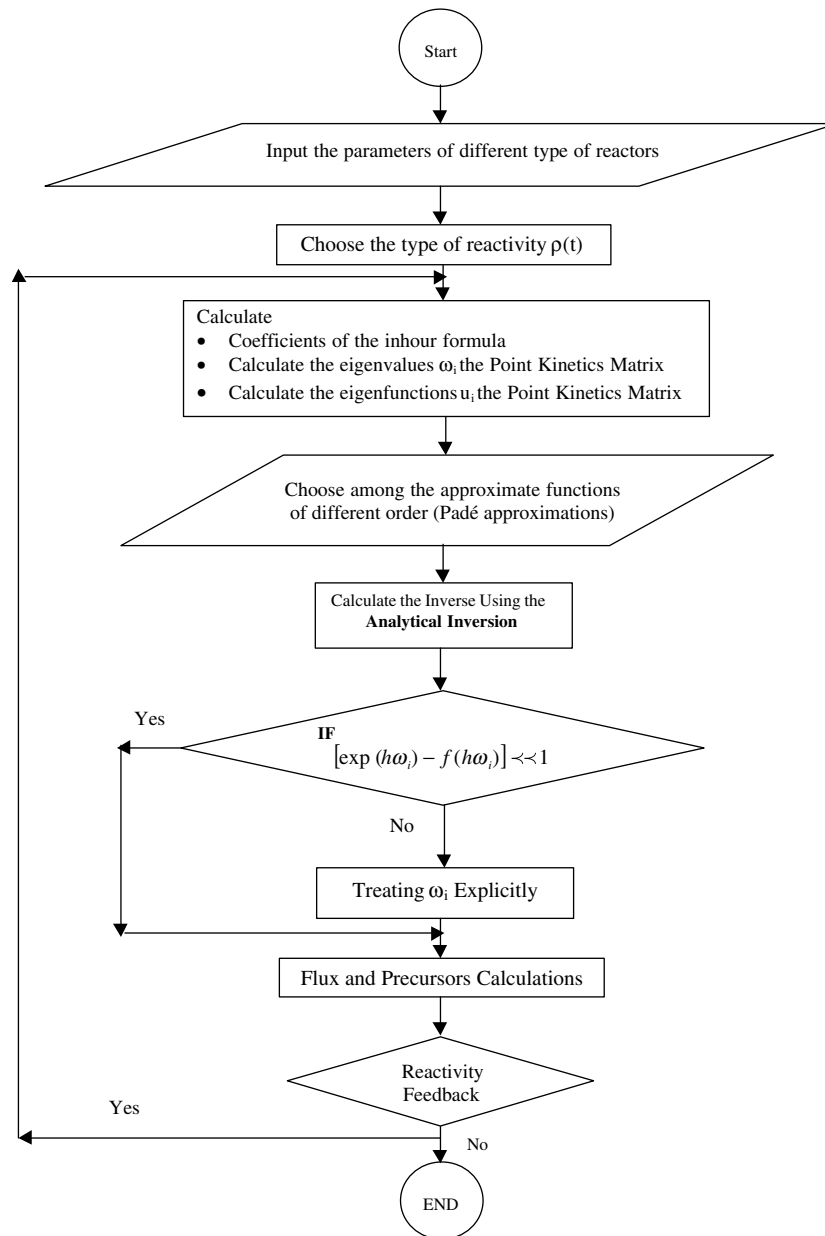 Start
Input the parameters of different type of reactors
Choose the type of reactivity ρ(t)
Calculate
• Coefficients of the inhour formula
• Calculate the eigenvalues ωᵢ the Point Kinetics Matrix
• Calculate the eigenfunctions uᵢ the Point Kinetics Matrix
Choose among the approximate functions
of different order (Padé approximations)
Calculate the Inverse Using the
Analytical Inversion
Yes
IF
[exp (hωᵢ) − f (hωᵢ)] ≺≺1
No
Treating ωᵢ Explicitly
Flux and Precursors Calculations
Reactivity
Feedback
Yes
No
END